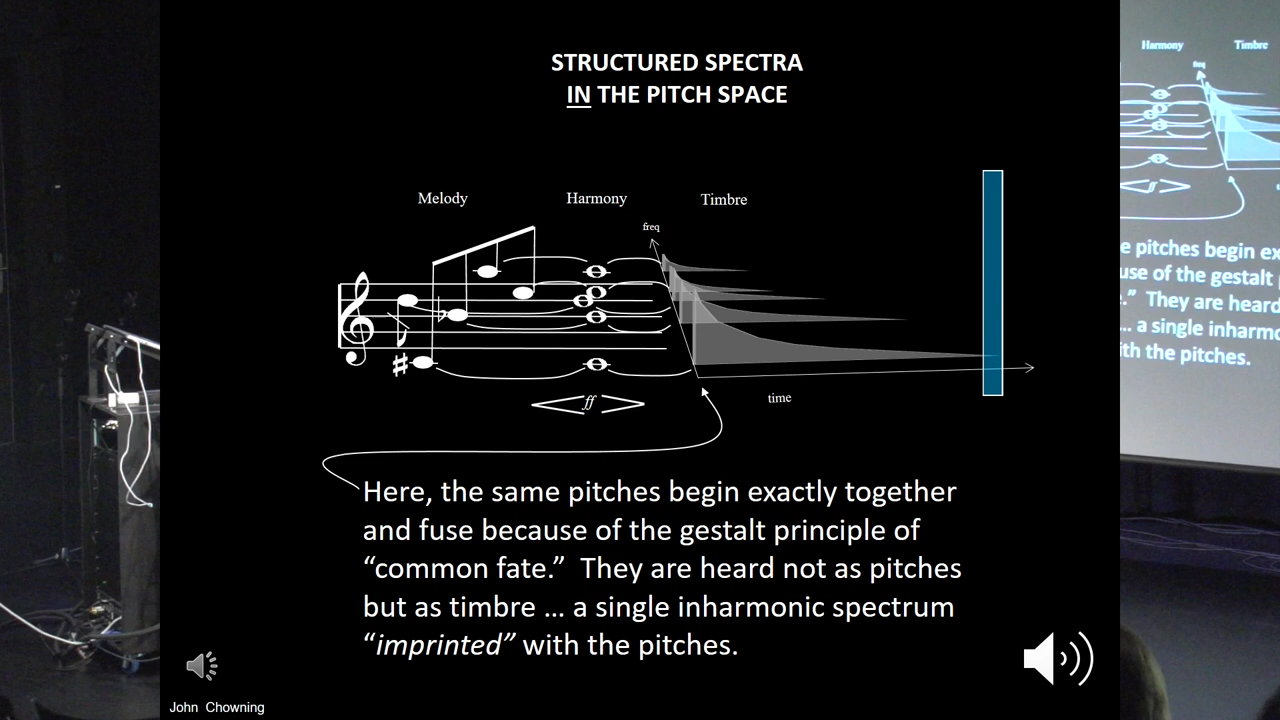 STRUCTURED SPECTRA
IN THE PITCH SPACE
Melody
Harmony
Timbre
freq
ff
time
Here, the same pitches begin exactly together
and fuse because of the gestalt principle of
“common fate.” They are heard not as pitches
but as timbre … a single inharmonic spectrum
“imprinted” with the pitches.
John Chowning
Harmony
Timbre
freq
ff
pitches begin
use of the gestalt
.” They are heard
… a single
ith the pitches.